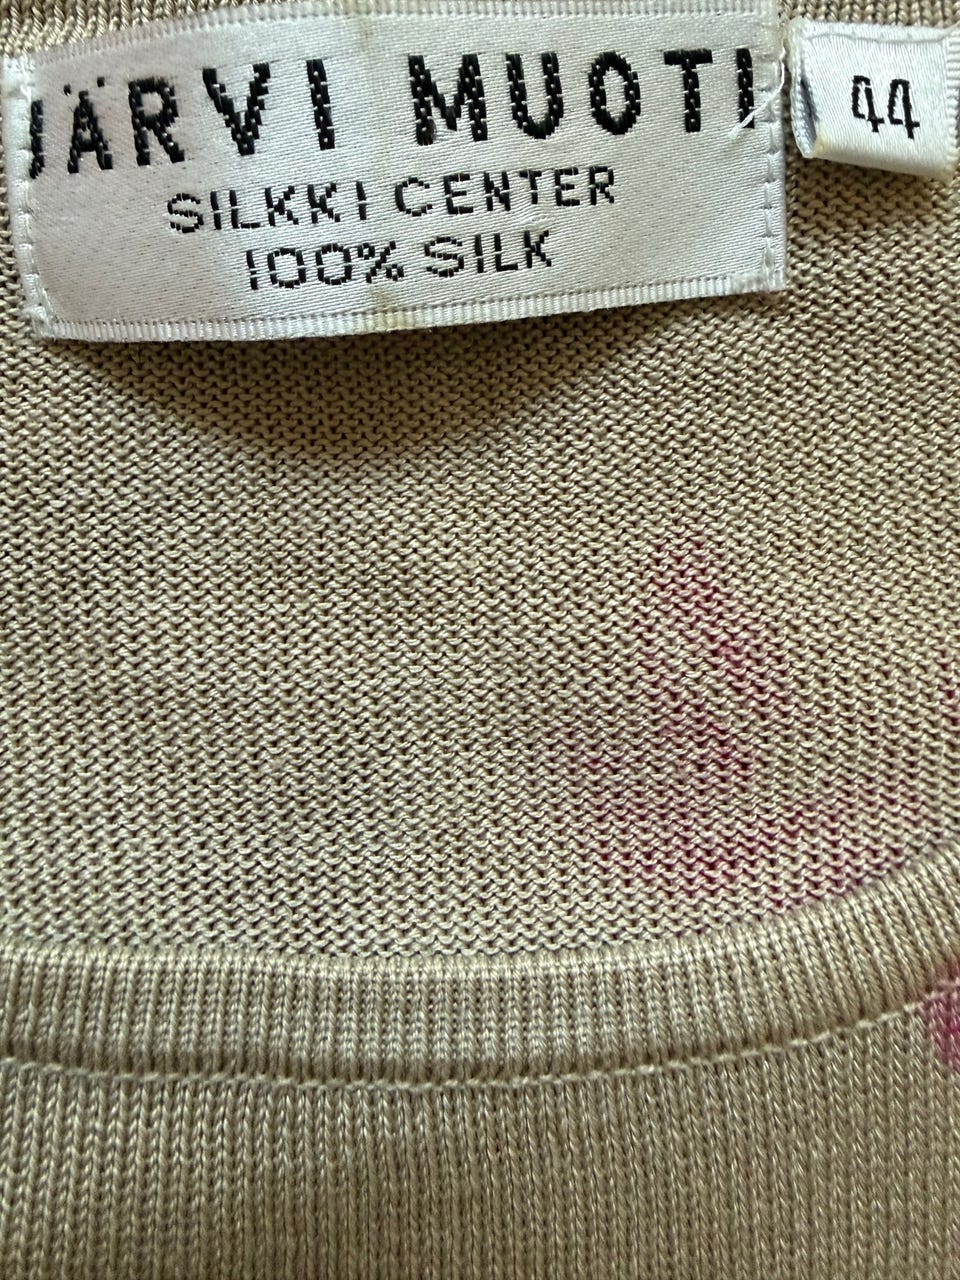 JÄRVI MUOTI
SILKKI CENTER
100% SILK
44